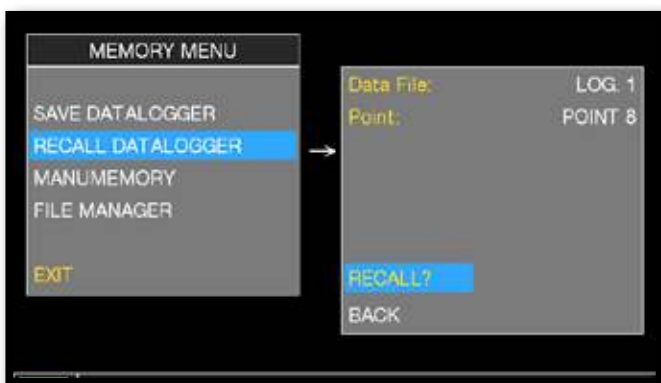 MEMORY MENU
SAVE DATALOGGER
RECALL DATALOGGER
MANUMEMORY
FILE MANAGER
EXIT
→
Data File: LOG. 1
Point: POINT 8
RECALL?
BACK